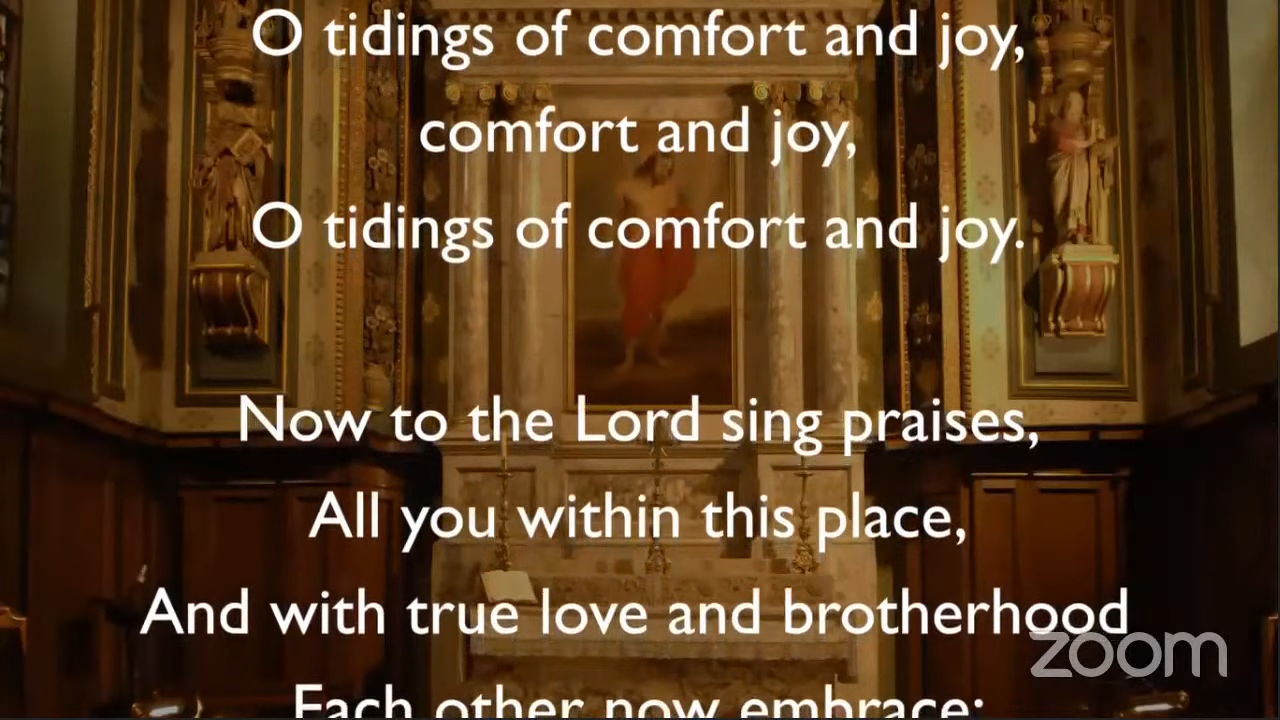 O tidings of comfort and joy,
comfort and joy,
O tidings of comfort and joy.
Now to the Lord sing praises,
All you within this place,
And with true love and brotherhood
Each other now embrace;
zoom